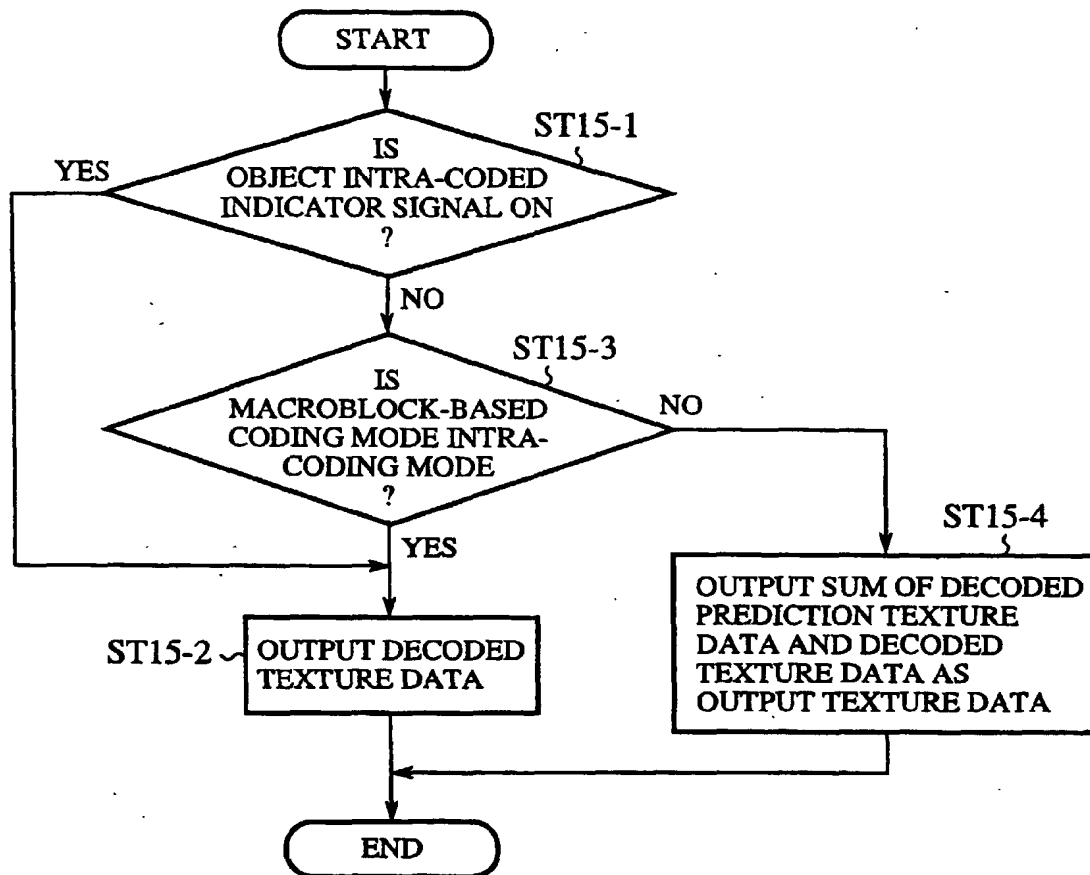 START
ST15-1
IS
OBJECT INTRA-CODED
INDICATOR SIGNAL ON
?
YES
NO
ST15-3
IS
MACROBLOCK-BASED
CODING MODE INTRA-
CODING MODE
?
NO
YES
ST15-4
OUTPUT SUM OF DECODED
PREDICTION TEXTURE
DATA AND DECODED
TEXTURE DATA AS
OUTPUT TEXTURE DATA
ST15-2
OUTPUT DECODED
TEXTURE DATA
END